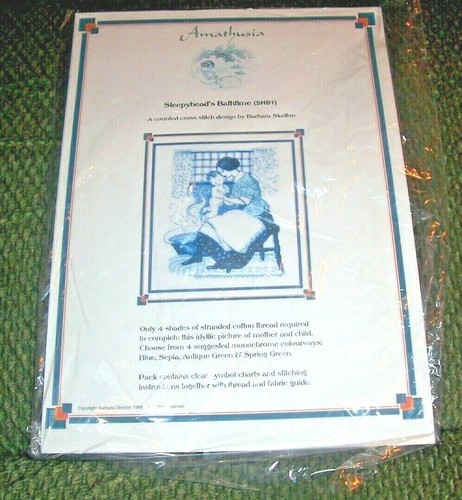 Amathusia
Sleepyhead's Bathtime (SHB1)
A counted cross stitch design by Barbara Skelton
Only 4 shades of stranded cotton thread required
to complete this idyllic picture of mother and child.
Choose from 4 suggested monochrome colourways;
Blue, Sepia, Antique Green & Spring Green.
Pack contains clear symbol charts and stitching
instructions together with thread and fabric guide.
Copyright Barbara Skelton